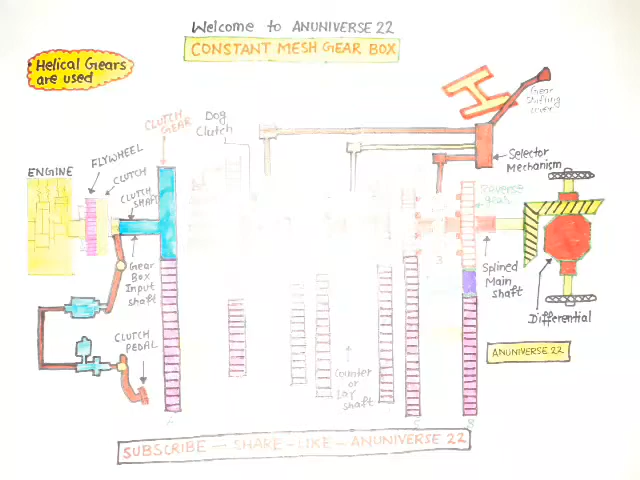 Welcome to ANUNIVERSE 22
CONSTANT MESH GEAR BOX
Helical Gears
are used
CLUTCH
GEAR
Dog
Clutch
Gear
Shifting
Lever
Selector
Mechanism
ENGINE
FLYWHEEL
CLUTCH
CLUTCH
SHAFT
Gear
Box
Input
shaft
3
Splined
Main
shaft
Differential
CLUTCH
PEDAL
Counter
or
Lay
shaft
ANUNIVERSE 22
SUBSCRIBE - SHARE - LIKE - ANUNIVERSE 22